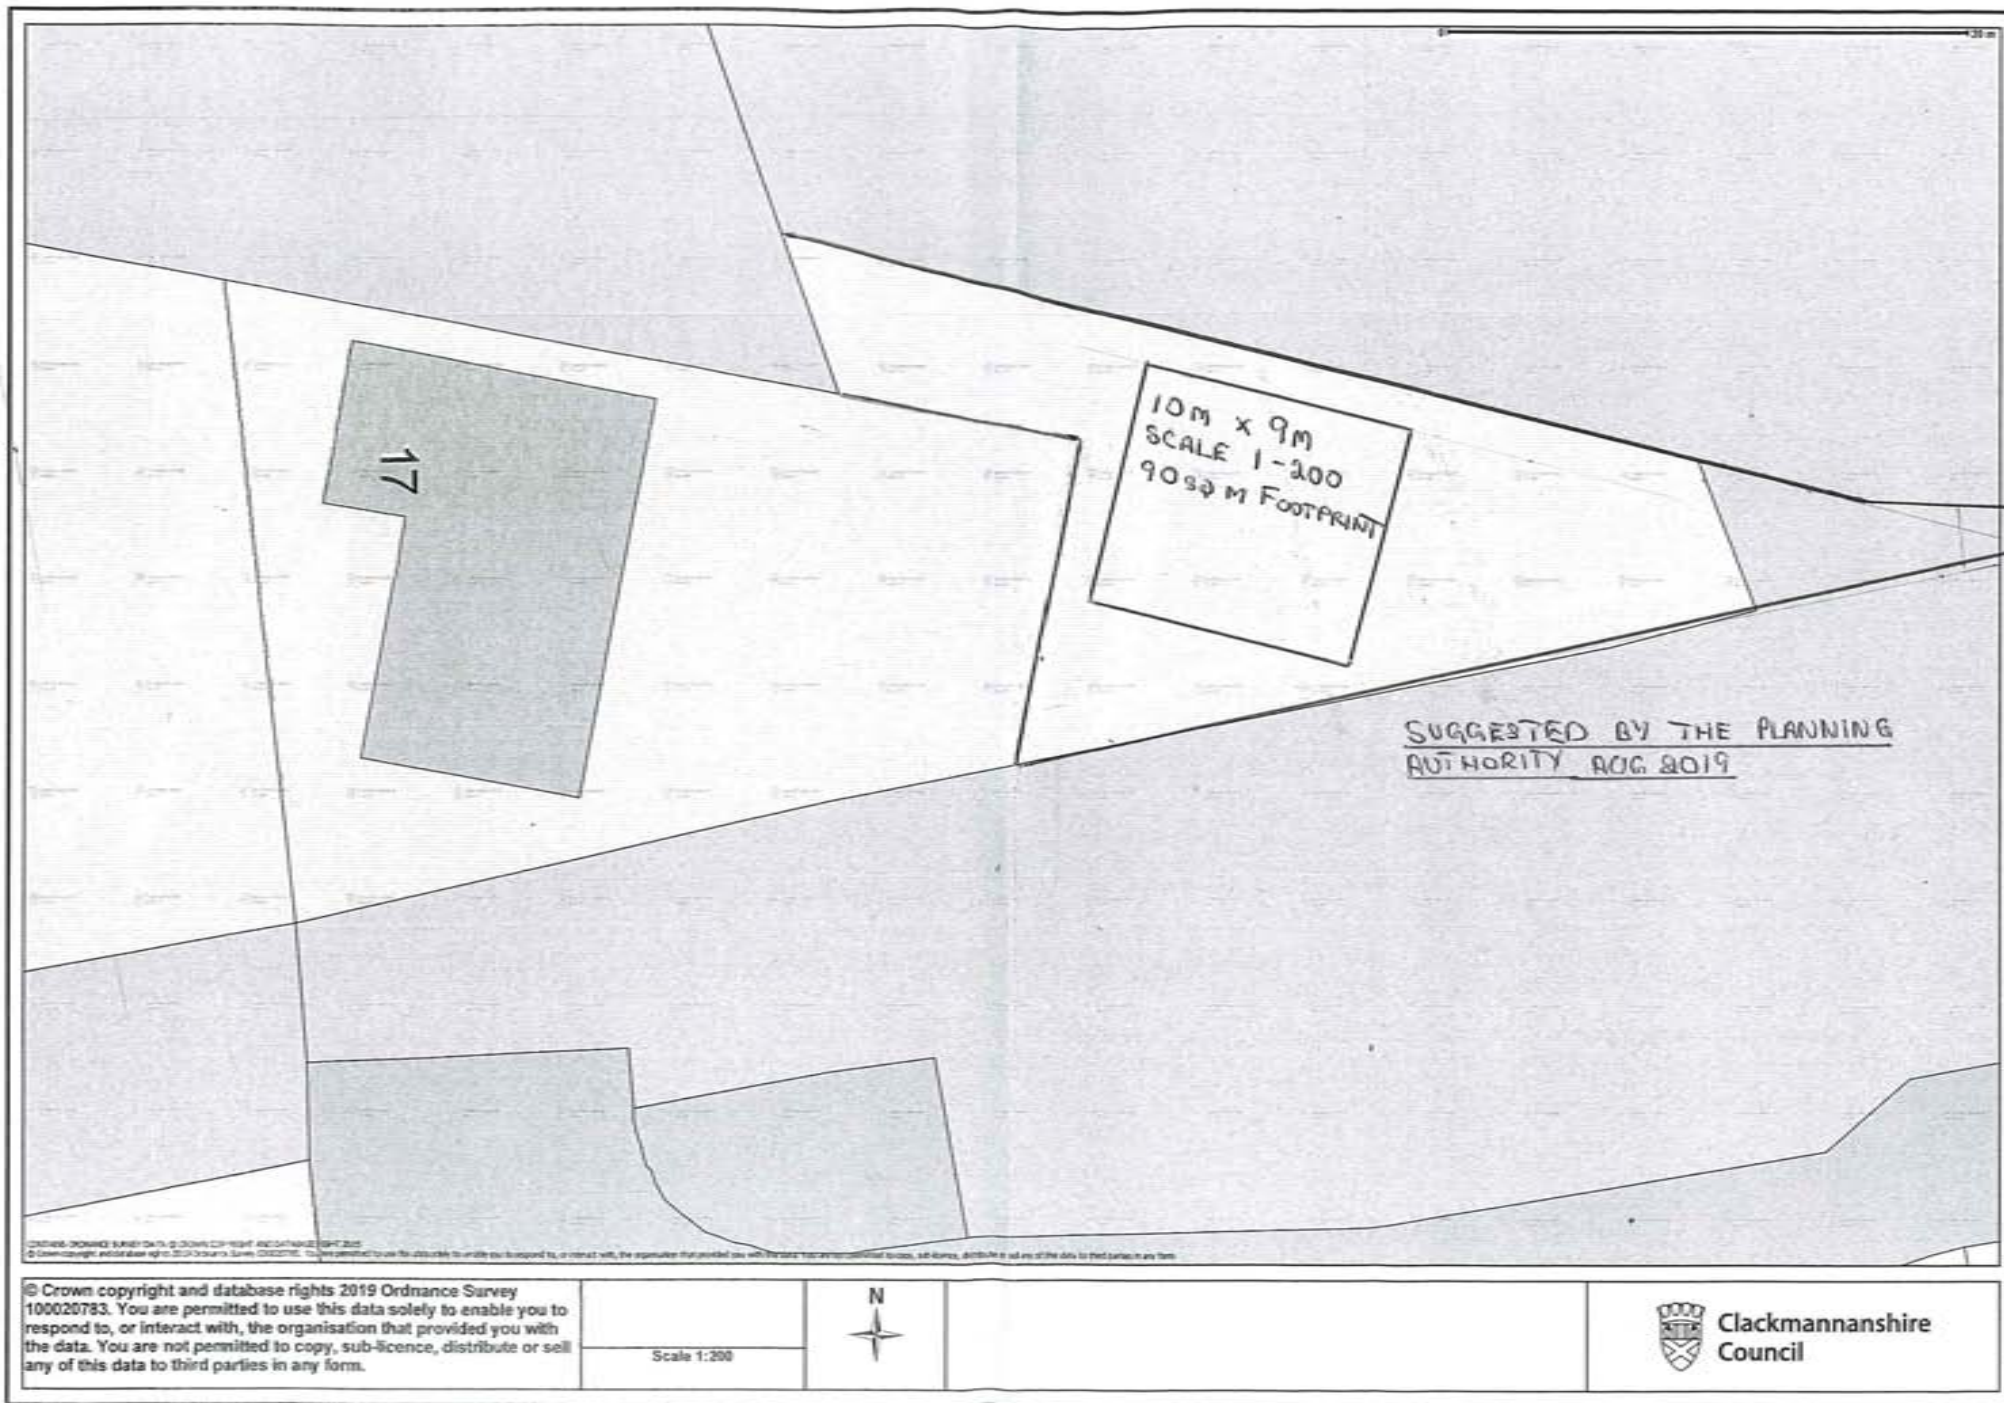 20 m
17
10m x 9m
SCALE 1-200
90sq m FOOTPRINT
SUGGESTED BY THE PLANNING
AUTHORITY AUG 2019
© Crown copyright and database rights 2019 Ordnance Survey
100020783. You are permitted to use this data solely to enable you to
respond to, or interact with, the organisation that provided you with
the data. You are not permitted to copy, sub-licence, distribute or sell
any of this data to third parties in any form.
Scale 1:200
N
Clackmannanshire
Council